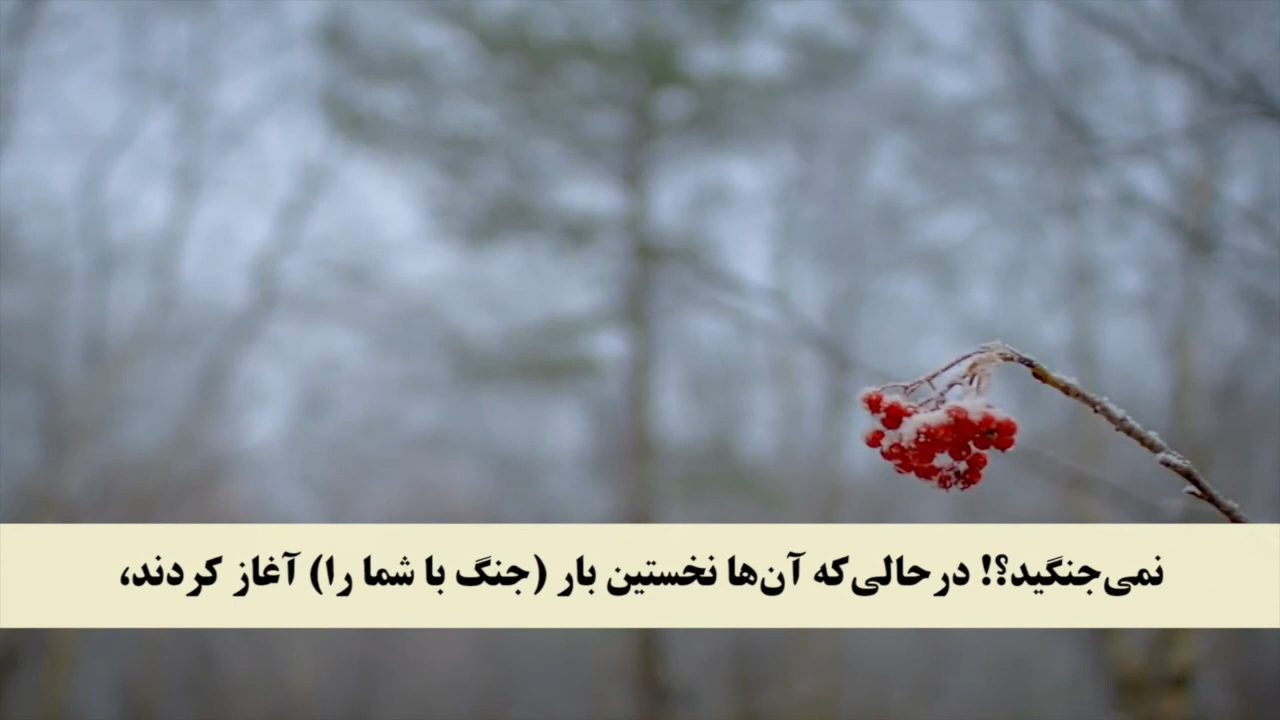 نمی‌جنگید؟! درحالی‌که آن‌ها نخستین بار (جنگ با شما را) آغاز کردند،